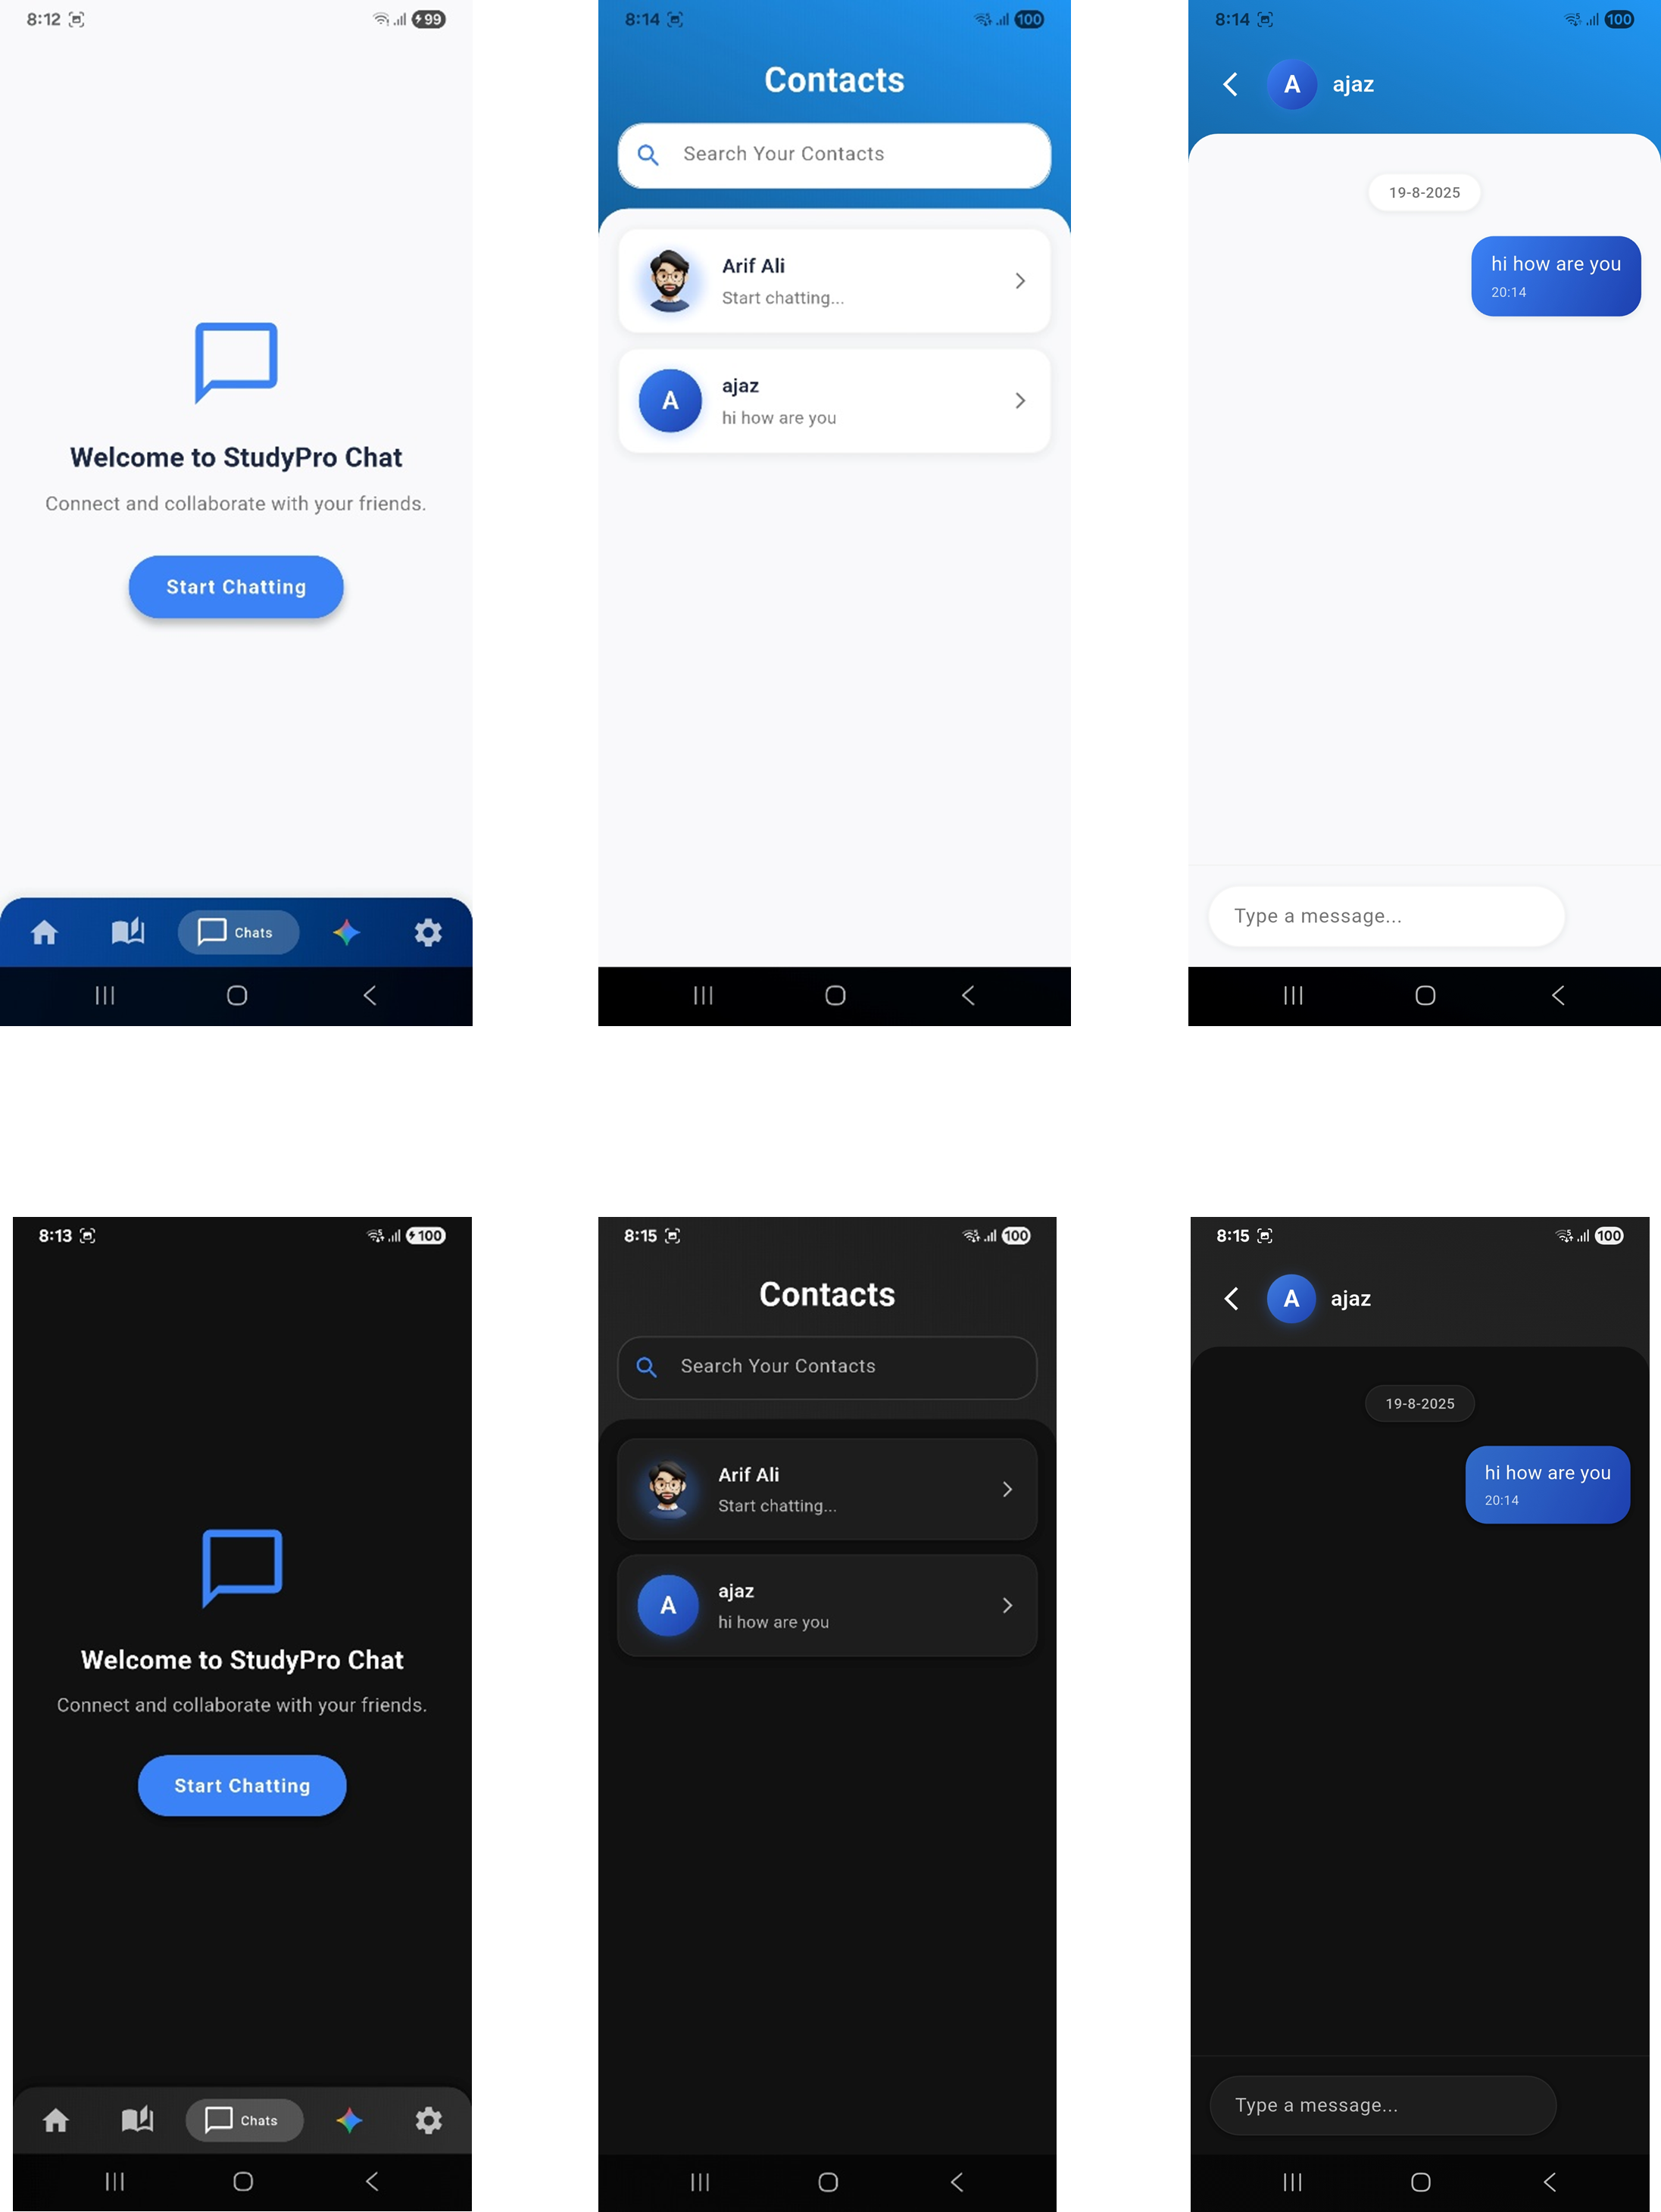 8:12
99
Welcome to StudyPro Chat
Connect and collaborate with your friends.
Start Chatting
Chats
8:14
100
Contacts
Search Your Contacts
Arif Ali
Start chatting...
A
ajaz
hi how are you
8:14
100
A
ajaz
19-8-2025
hi how are you
20:14
Type a message...
8:13
100
Welcome to StudyPro Chat
Connect and collaborate with your friends.
Start Chatting
Chats
8:15
100
Contacts
Search Your Contacts
Arif Ali
Start chatting...
A
ajaz
hi how are you
8:15
100
A
ajaz
19-8-2025
hi how are you
20:14
Type a message...